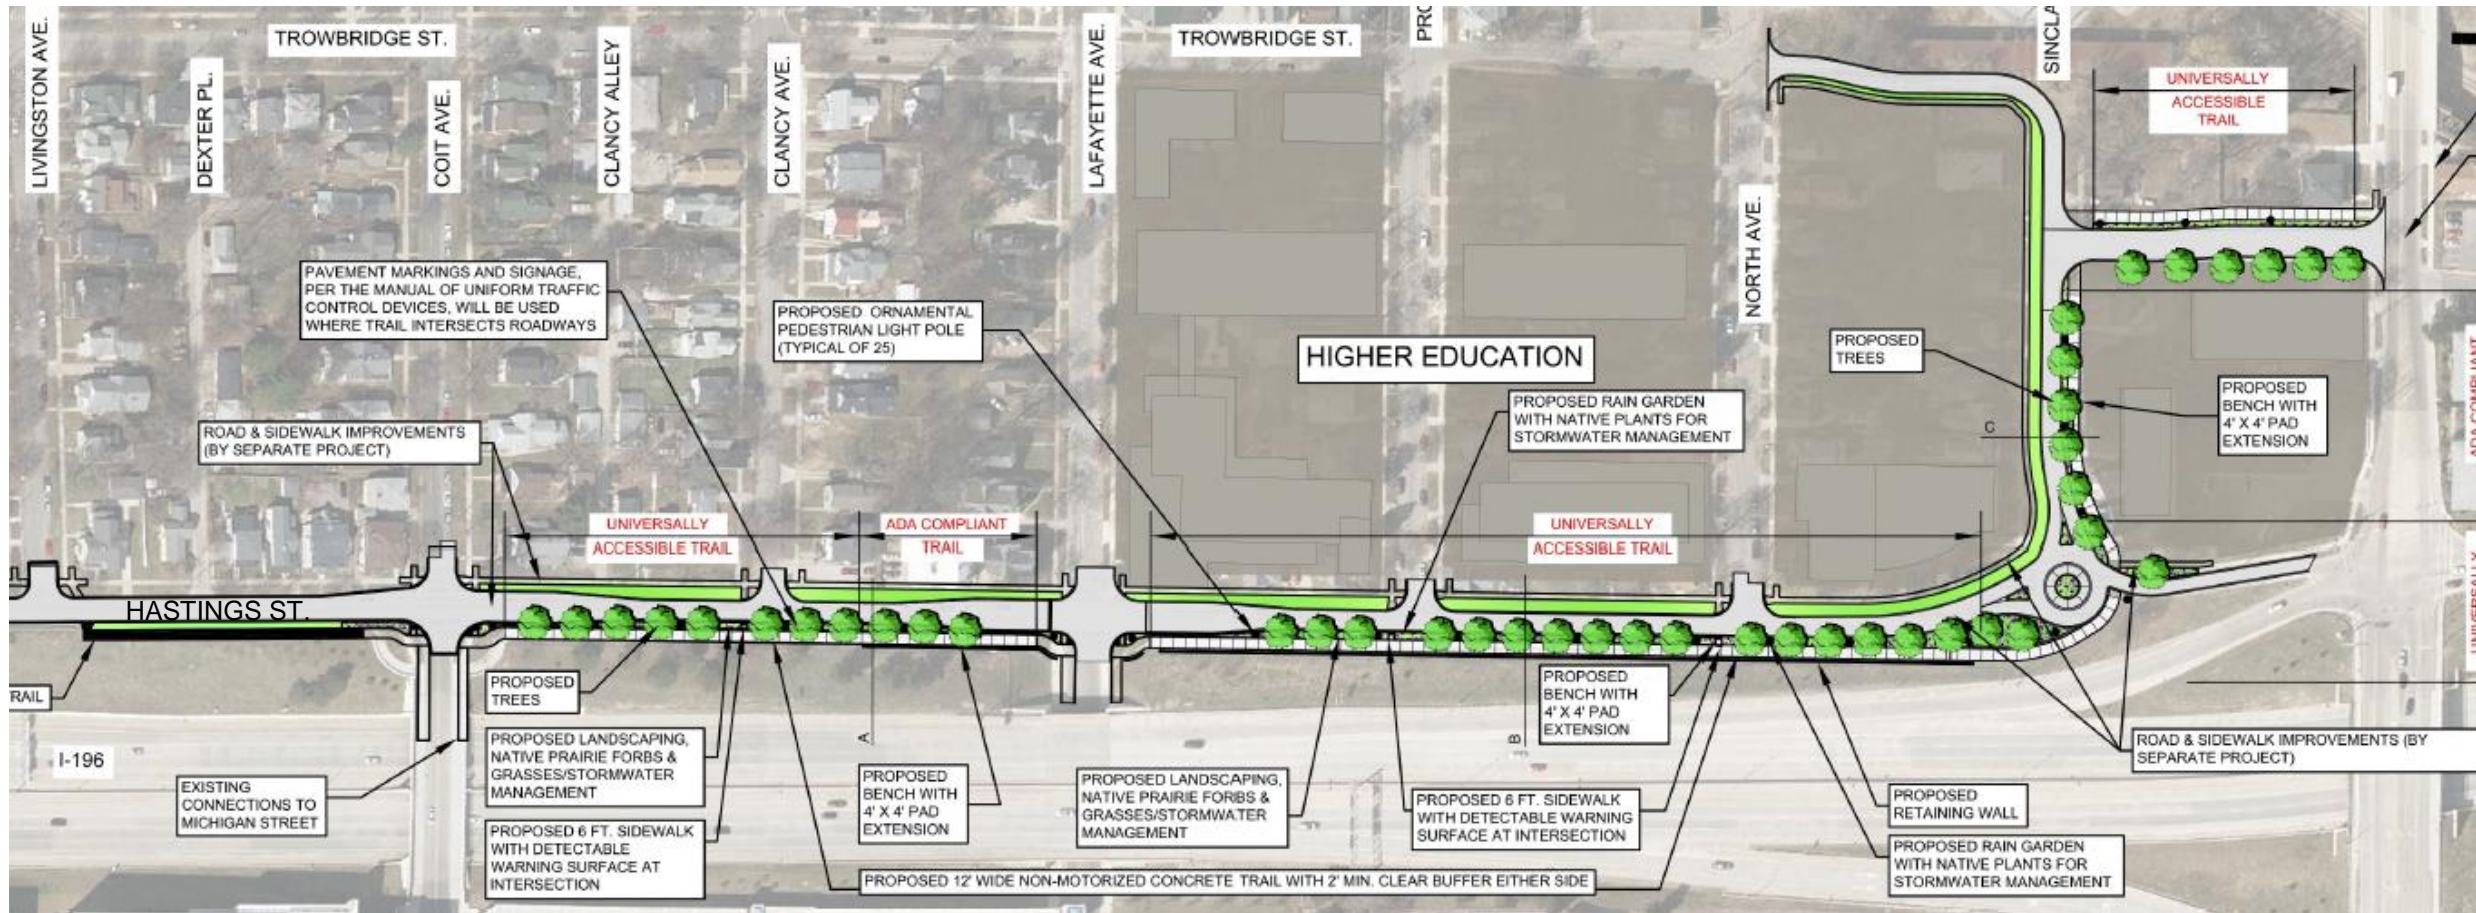 LIVINGSTON AVE.
TROWBRIDGE ST.
DEXTER PL.
COIT AVE.
CLANCY ALLEY
CLANCY AVE.
LAFAYETTE AVE.
TROWBRIDGE ST.
PRO
NORTH AVE.
SINCLA
UNIVERSALLY
ACCESSIBLE
TRAIL
PAVEMENT MARKINGS AND SIGNAGE,
PER THE MANUAL OF UNIFORM TRAFFIC
CONTROL DEVICES, WILL BE USED
WHERE TRAIL INTERSECTS ROADWAYS
PROPOSED ORNAMENTAL
PEDESTRIAN LIGHT POLE
(TYPICAL OF 25)
HIGHER EDUCATION
PROPOSED
TREES
PROPOSED
BENCH WITH
4' X 4' PAD
EXTENSION
ADA COMPLIANT
PROPOSED RAIN GARDEN
WITH NATIVE PLANTS FOR
STORMWATER MANAGEMENT
C
ROAD & SIDEWALK IMPROVEMENTS
(BY SEPARATE PROJECT)
UNIVERSALLY
ACCESSIBLE TRAIL
ADA COMPLIANT
TRAIL
UNIVERSALLY
ACCESSIBLE TRAIL
UNIVERSALLY
HASTINGS ST.
TRAIL
PROPOSED
TREES
PROPOSED LANDSCAPING,
NATIVE PRAIRIE FORBS &
GRASSES/STORMWATER
MANAGEMENT
PROPOSED 6 FT. SIDEWALK
WITH DETECTABLE
WARNING SURFACE AT
INTERSECTION
I-196
EXISTING
CONNECTIONS TO
MICHIGAN STREET
A
PROPOSED
BENCH WITH
4' X 4' PAD
EXTENSION
PROPOSED LANDSCAPING,
NATIVE PRAIRIE FORBS &
GRASSES/STORMWATER
MANAGEMENT
B
PROPOSED
BENCH WITH
4' X 4' PAD
EXTENSION
PROPOSED 6 FT. SIDEWALK
WITH DETECTABLE WARNING
SURFACE AT INTERSECTION
PROPOSED 12' WIDE NON-MOTORIZED CONCRETE TRAIL WITH 2' MIN. CLEAR BUFFER EITHER SIDE
PROPOSED
RETAINING WALL
PROPOSED RAIN GARDEN
WITH NATIVE PLANTS FOR
STORMWATER MANAGEMENT
ROAD & SIDEWALK IMPROVEMENTS (BY
SEPARATE PROJECT)